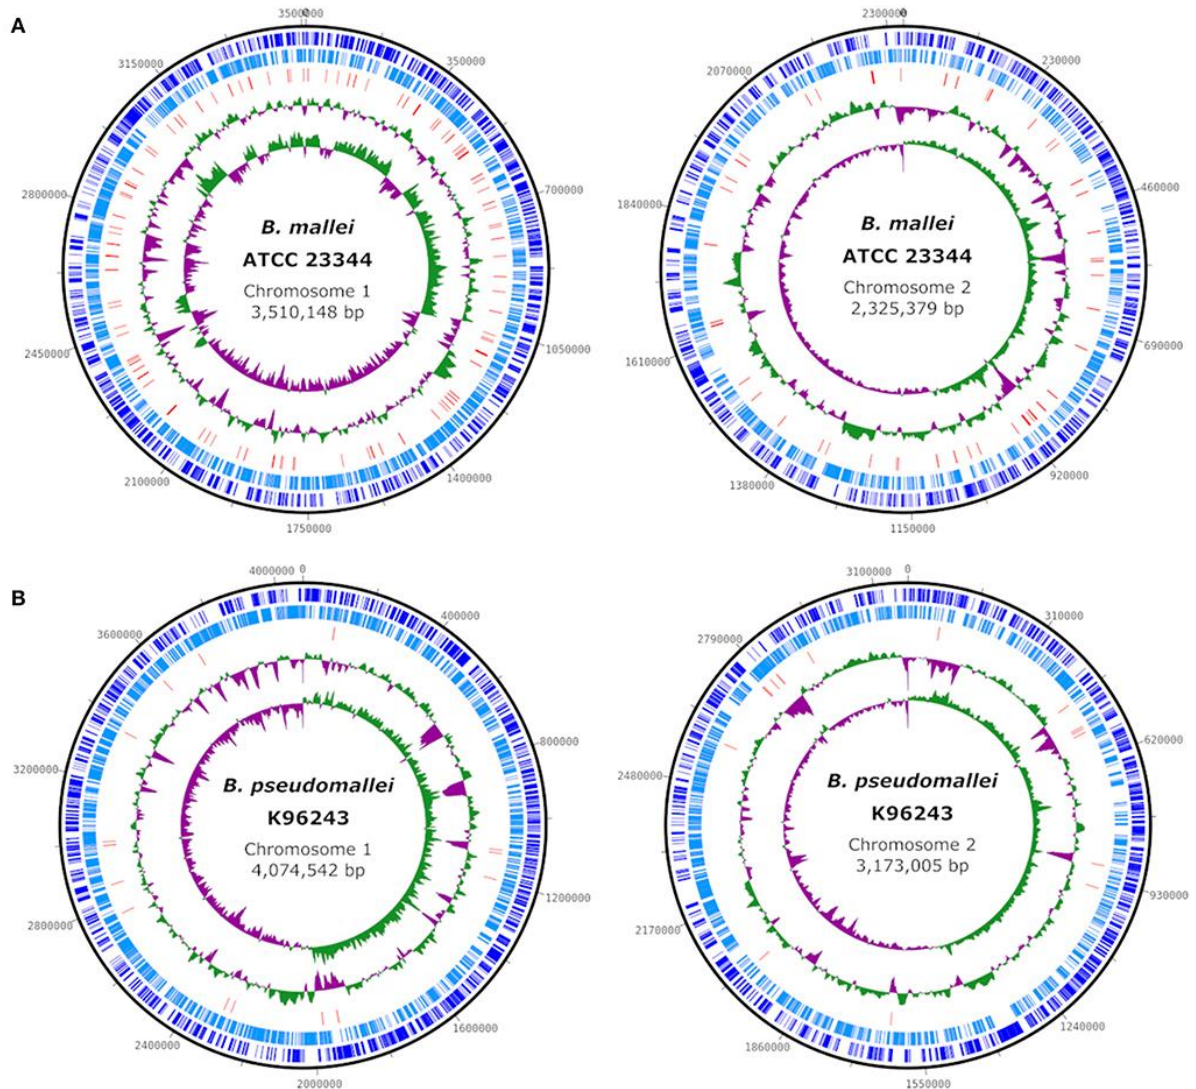 A
3500000 0
350000
700000
1050000
1400000
1750000
2100000
2450000
2800000
3150000
B. mallei
ATCC 23344
Chromosome 1
3,510,148 bp
2300000 0
230000
460000
690000
920000
1150000
1380000
1610000
1840000
2070000
B. mallei
ATCC 23344
Chromosome 2
2,325,379 bp
B
4000000 0
400000
800000
1200000
1600000
2000000
2400000
2800000
3200000
3600000
B. pseudomallei
K96243
Chromosome 1
4,074,542 bp
3100000 0
310000
620000
930000
1240000
1550000
1860000
2170000
2480000
2790000
B. pseudomallei
K96243
Chromosome 2
3,173,005 bp